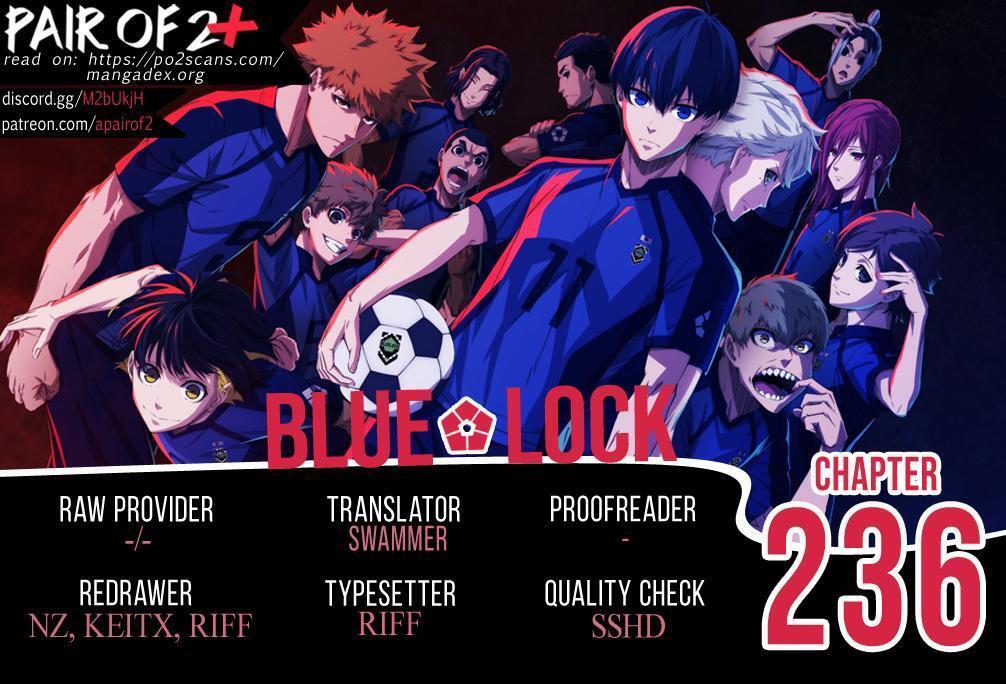 PAIR OF 2+
read on: https://po2scans.com/
mangadex.org
discord.gg/M2bUkjH
patreon.com/apairof2
11
BLUE LOCK
CHAPTER
236
RAW PROVIDER
-/-
TRANSLATOR
SWAMMER
PROOFREADER
-
REDRAWER
NZ, KEITX, RIFF
TYPESETTER
RIFF
QUALITY CHECK
SSHD